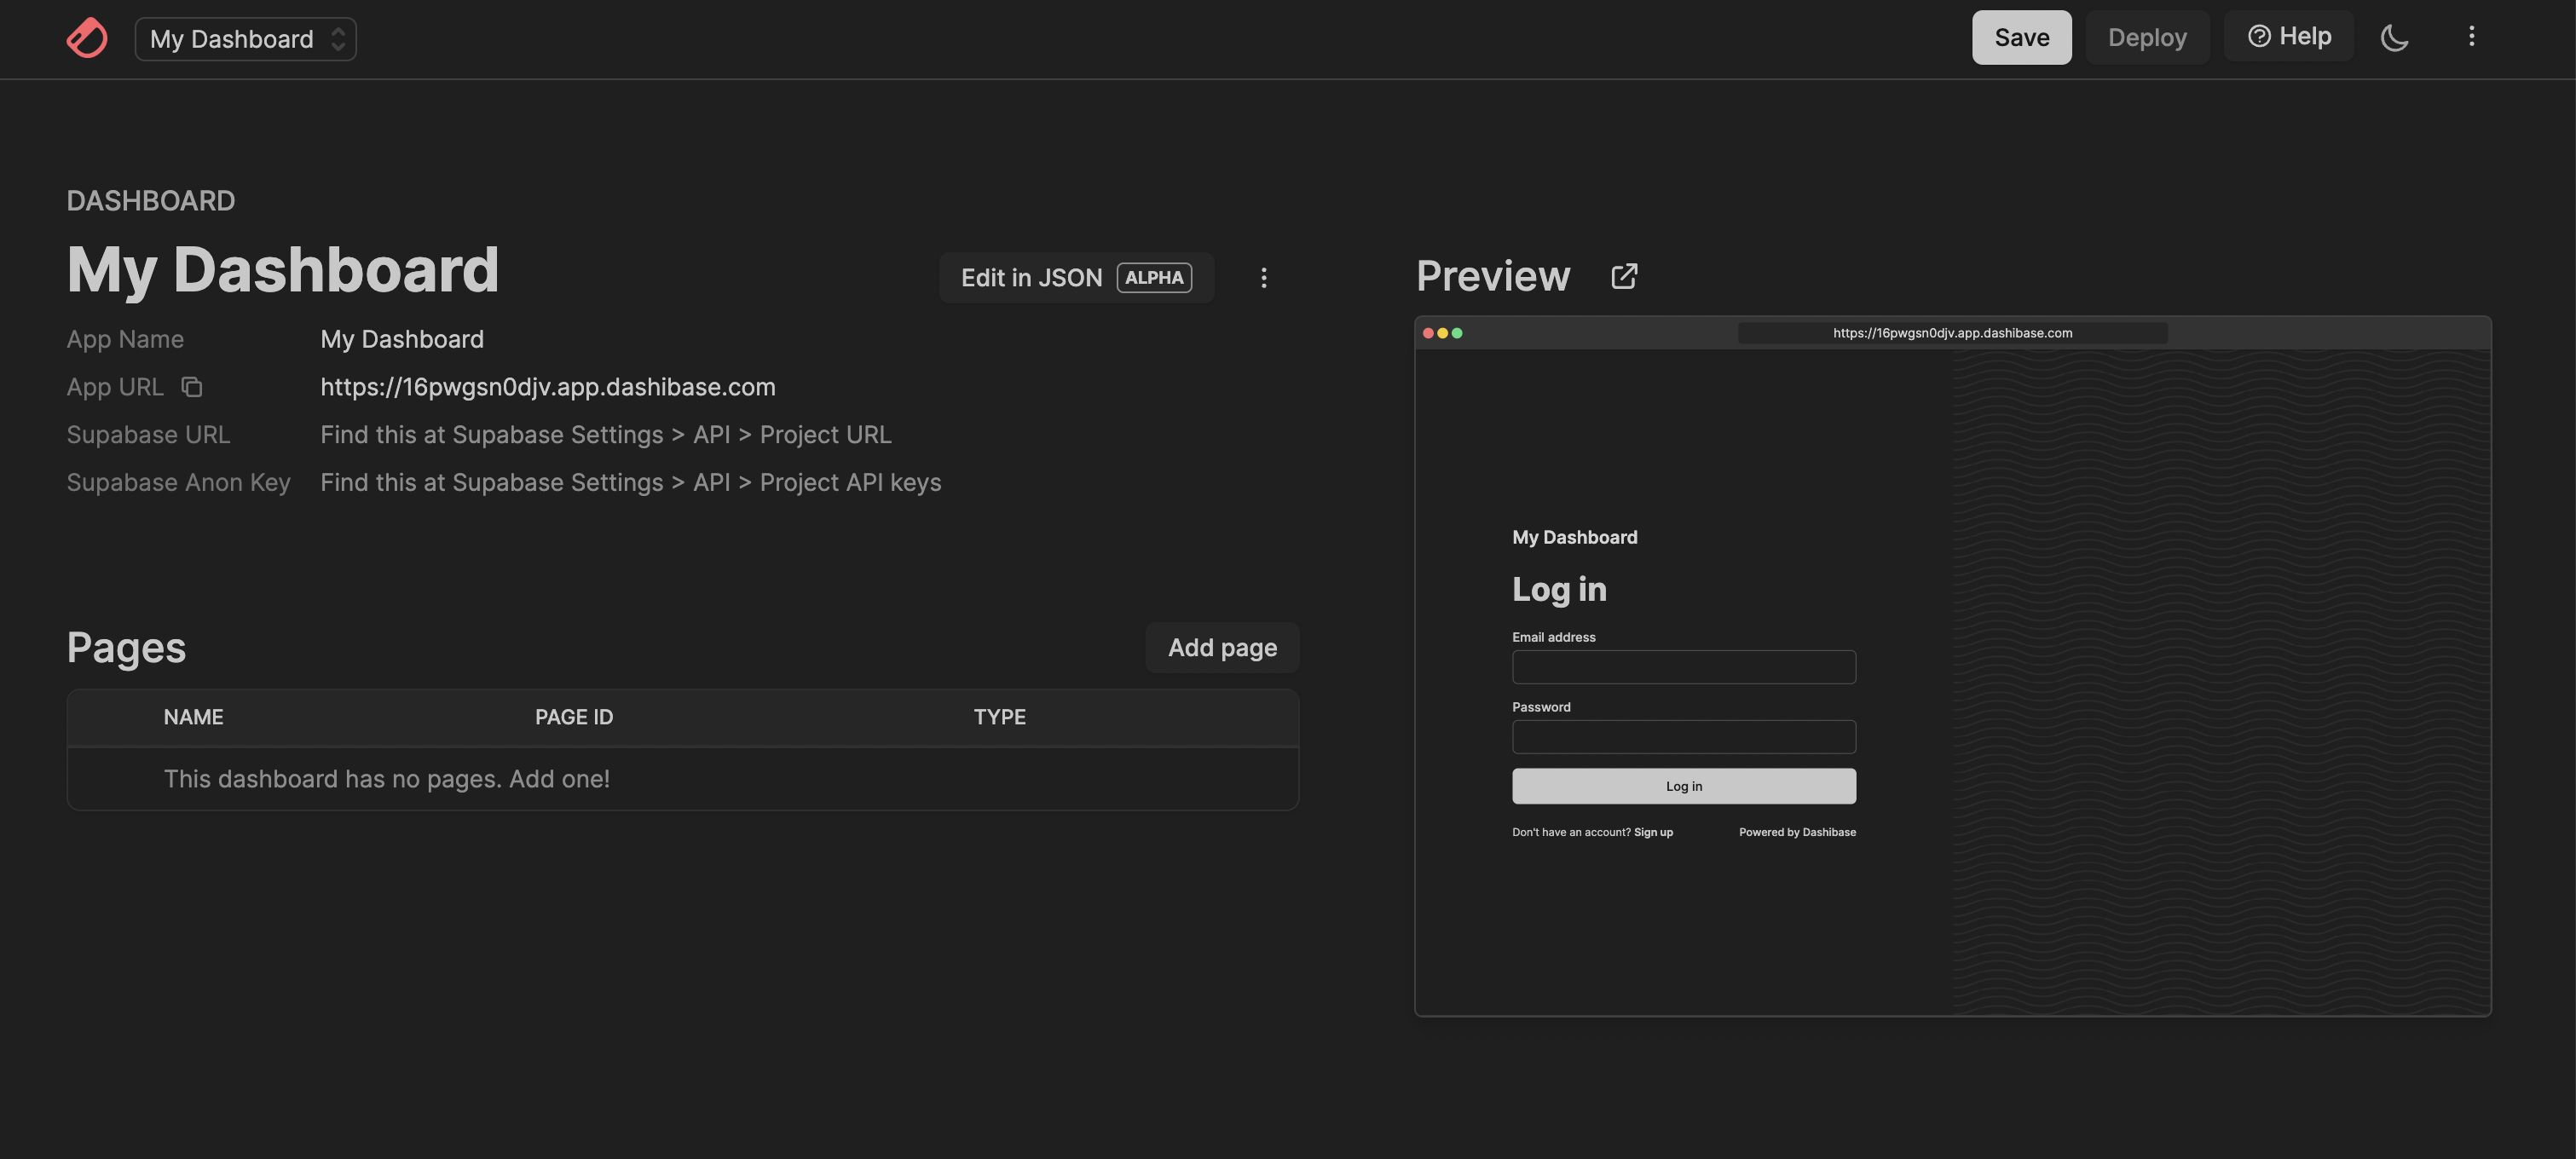 My Dashboard
Save
Deploy
Help
DASHBOARD
My Dashboard
Edit in JSON ALPHA
App Name My Dashboard
App URL https://16pwgsn0djv.app.dashibase.com
Supabase URL Find this at Supabase Settings > API > Project URL
Supabase Anon Key Find this at Supabase Settings > API > Project API keys
Pages
Add page
NAME PAGE ID TYPE
This dashboard has no pages. Add one!
Preview
https://16pwgsn0djv.app.dashibase.com
My Dashboard
Log in
Email address
Password
Log in
Don't have an account? Sign up
Powered by Dashibase